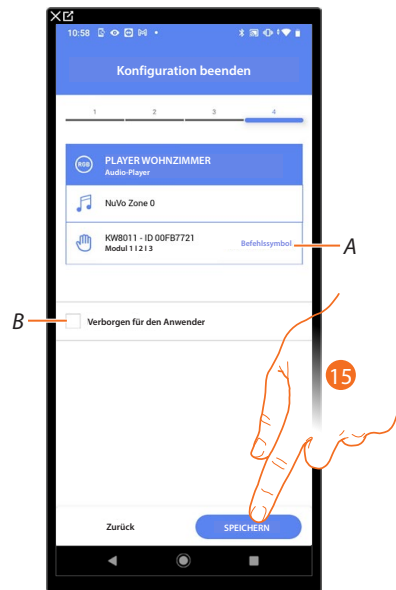 10:58
Konfiguration beenden
1 2 3 4
RGB
PLAYER WOHNZIMMER
Audio-Player
NuVo Zone 0
KW8011 - ID 00FB7721
Modul 1 I 2 I 3
Befehlssymbol
A
B
Verborgen für den Anwender
15
Zurück
SPEICHERN